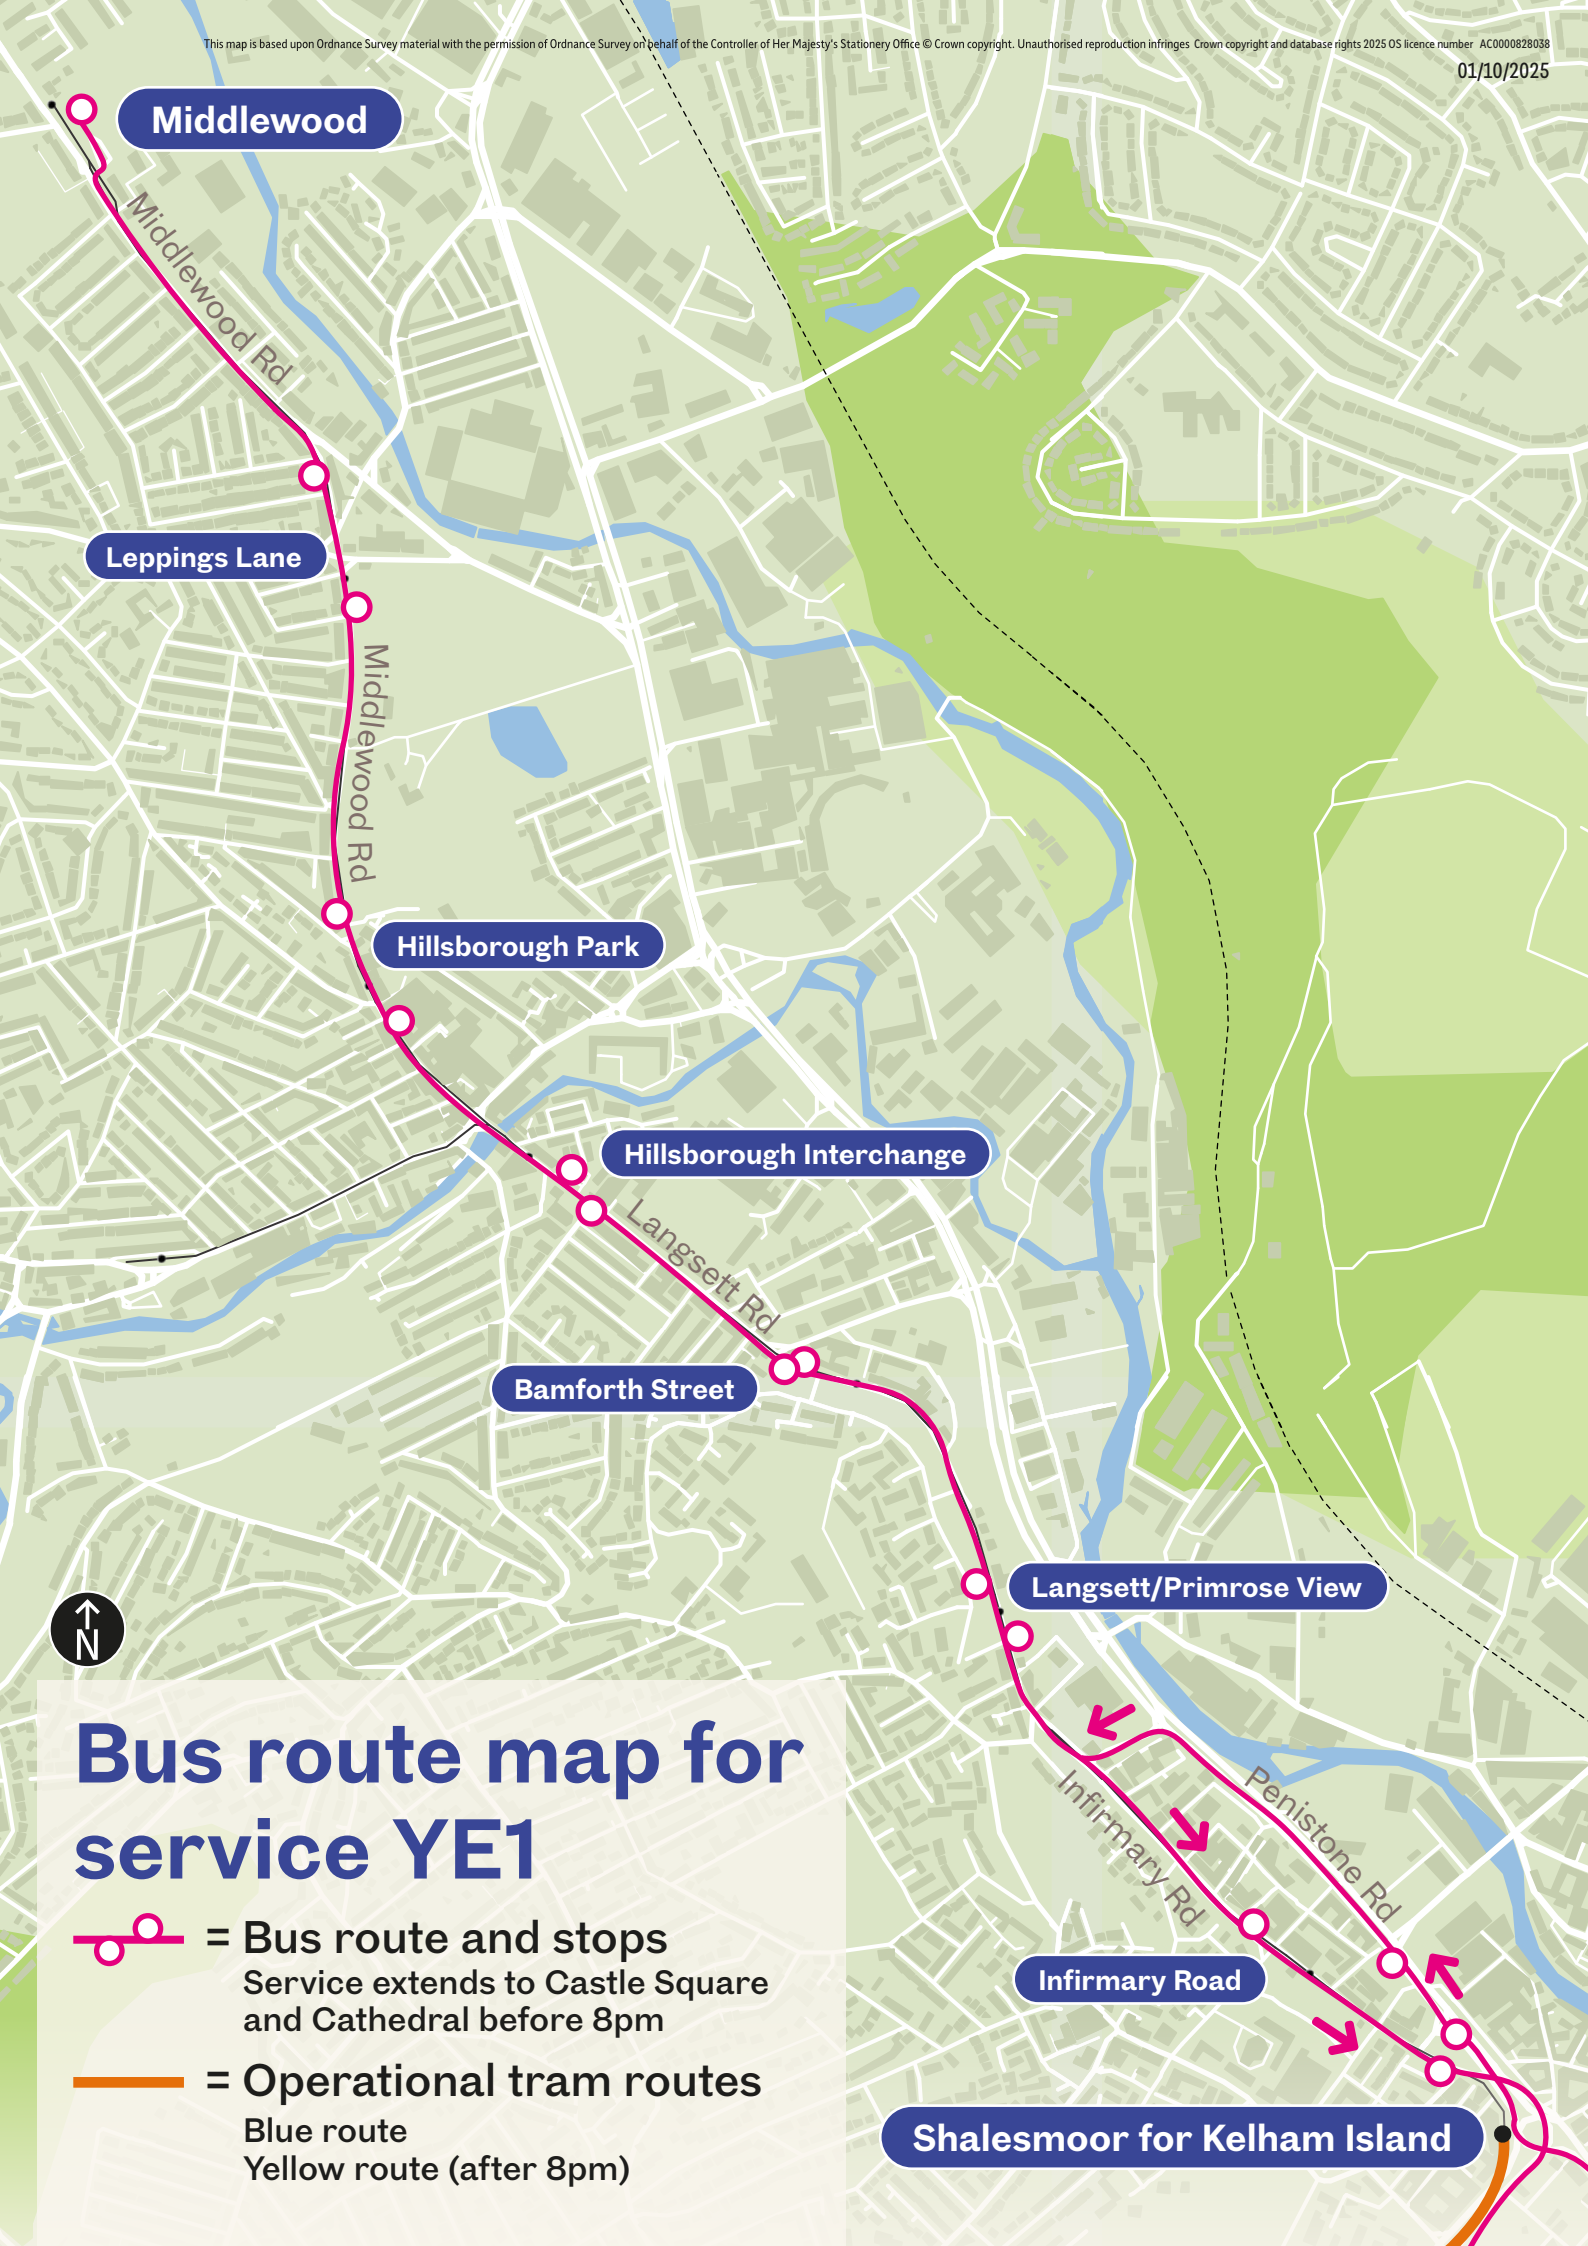 This map is based upon Ordnance Survey material with the permission of Ordnance Survey on behalf of the Controller of Her Majesty's Stationery Office © Crown copyright. Unauthorised reproduction infringes Crown copyright and database rights 2025 OS licence number AC0000828038
01/10/2025
Middlewood
Middlewood Rd
Leppings Lane
Middlewood Rd
Hillsborough Park
Hillsborough Interchange
Langsett Rd
Bamforth Street
Langsett/Primrose View
N
Penistone Rd
Infirmary Rd
Infirmary Road
Shalesmoor for Kelham Island
Bus route map for
service YE1
= Bus route and stops
Service extends to Castle Square
and Cathedral before 8pm
= Operational tram routes
Blue route
Yellow route (after 8pm)